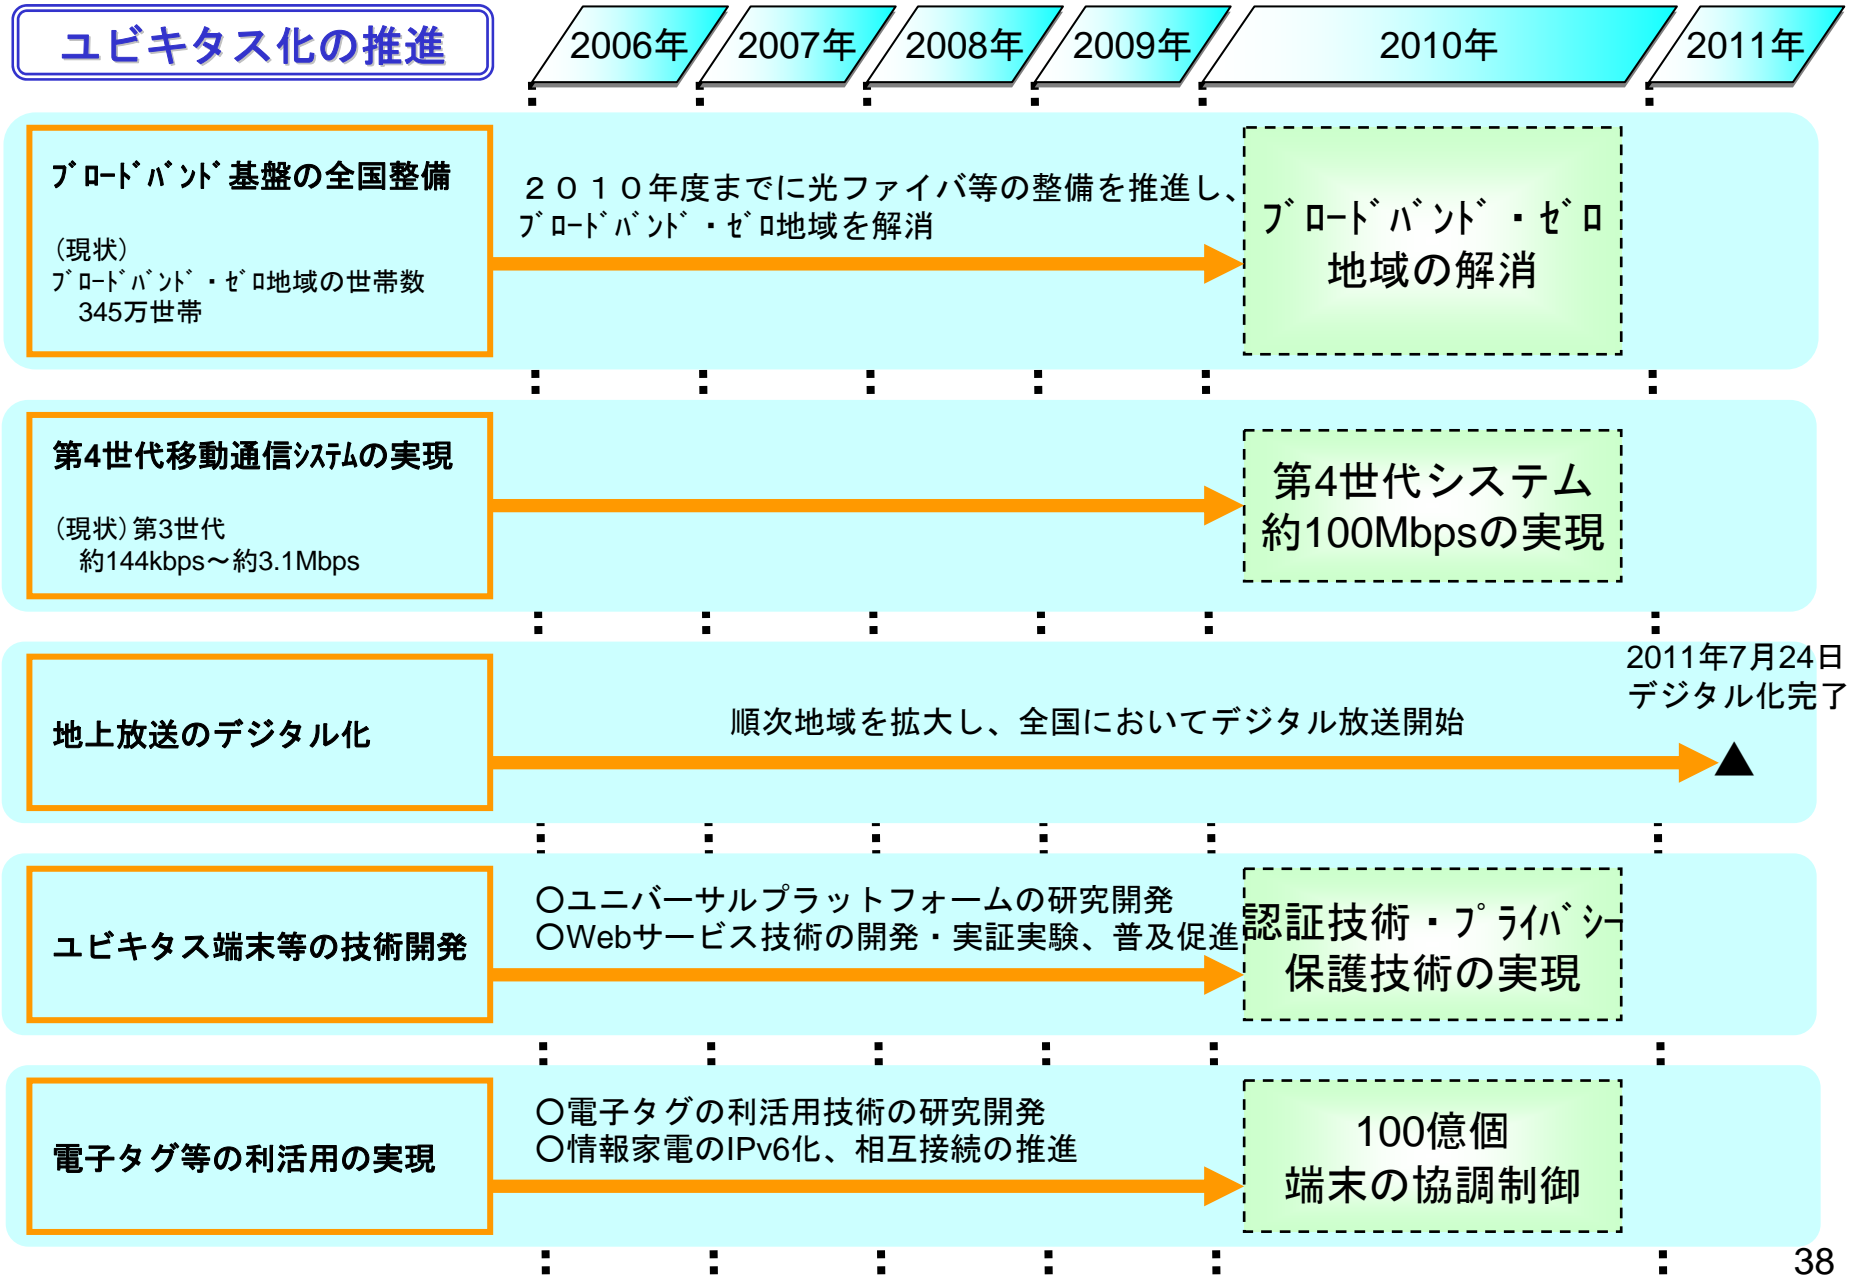 ユビキタス化の推進
2006年 2007年 2008年 2009年 2010年 2011年
ﾌﾞﾛｰﾄﾞﾊﾞﾝﾄﾞ基盤の全国整備
(現状)
ﾌﾞﾛｰﾄﾞﾊﾞﾝﾄﾞ・ｾﾞﾛ地域の世帯数
345万世帯
２０１０年度までに光ファイバ等の整備を推進し、
ﾌﾞﾛｰﾄﾞﾊﾞﾝﾄﾞ・ｾﾞﾛ地域を解消
ﾌﾞﾛｰﾄﾞﾊﾞﾝﾄﾞ・ｾﾞﾛ
地域の解消
第4世代移動通信ｼｽﾃﾑの実現
(現状)第3世代
約144kbps～約3.1Mbps
第4世代システム
約100Mbpsの実現
地上放送のデジタル化
順次地域を拡大し、全国においてデジタル放送開始
2011年7月24日
デジタル化完了
▲
ユビキタス端末等の技術開発
○ユニバーサルプラットフォームの研究開発
○Webサービス技術の開発・実証実験、普及促進
認証技術・ﾌﾟﾗｲﾊﾞｼｰ
保護技術の実現
電子タグ等の利活用の実現
○電子タグの利活用技術の研究開発
○情報家電のIPv6化、相互接続の推進
100億個
端末の協調制御
38